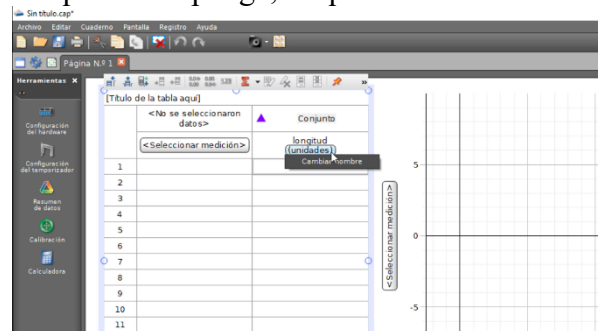 Sin título.cap*
Archivo Editar Cuaderno Pantalla Registro Ayuda
Página N.º 1
Herramientas
Configuración
del hardware
Configuración
del temporizador
Resumen
de datos
Calibración
Calculadora
[Título de la tabla aquí]
<No se seleccionaron
datos>
Conjunto
<Seleccionar medición>
longitud
(unidades)
Cambiar nombre
1
2
3
4
5
6
7
8
9
10
11
<Seleccionar medición>
5
0
-5